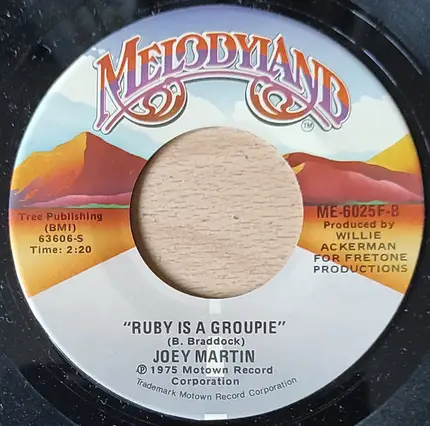 MELODYLAND
TM
Tree Publishing
(BMI)
63606-S
Time: 2:20
ME-6025F-B
Produced by
WILLIE
ACKERMAN
FOR FRETONE
PRODUCTIONS
"RUBY IS A GROUPIE"
(B. Braddock)
JOEY MARTIN
℗ 1975 Motown Record
Corporation
Trademark Motown Record Corporation